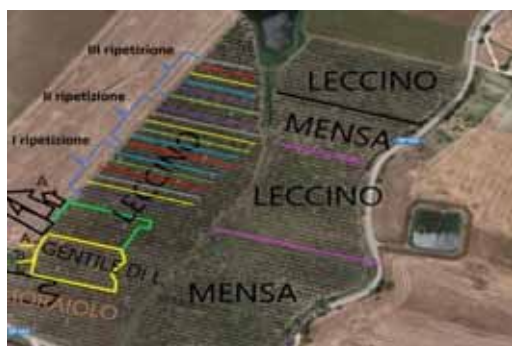 III ripetizione
II ripetizione
I ripetizione
LECCINO
MENSA
LECCINO
LECCINO
MENSA
GENTILE DI L.
MORAIOLO